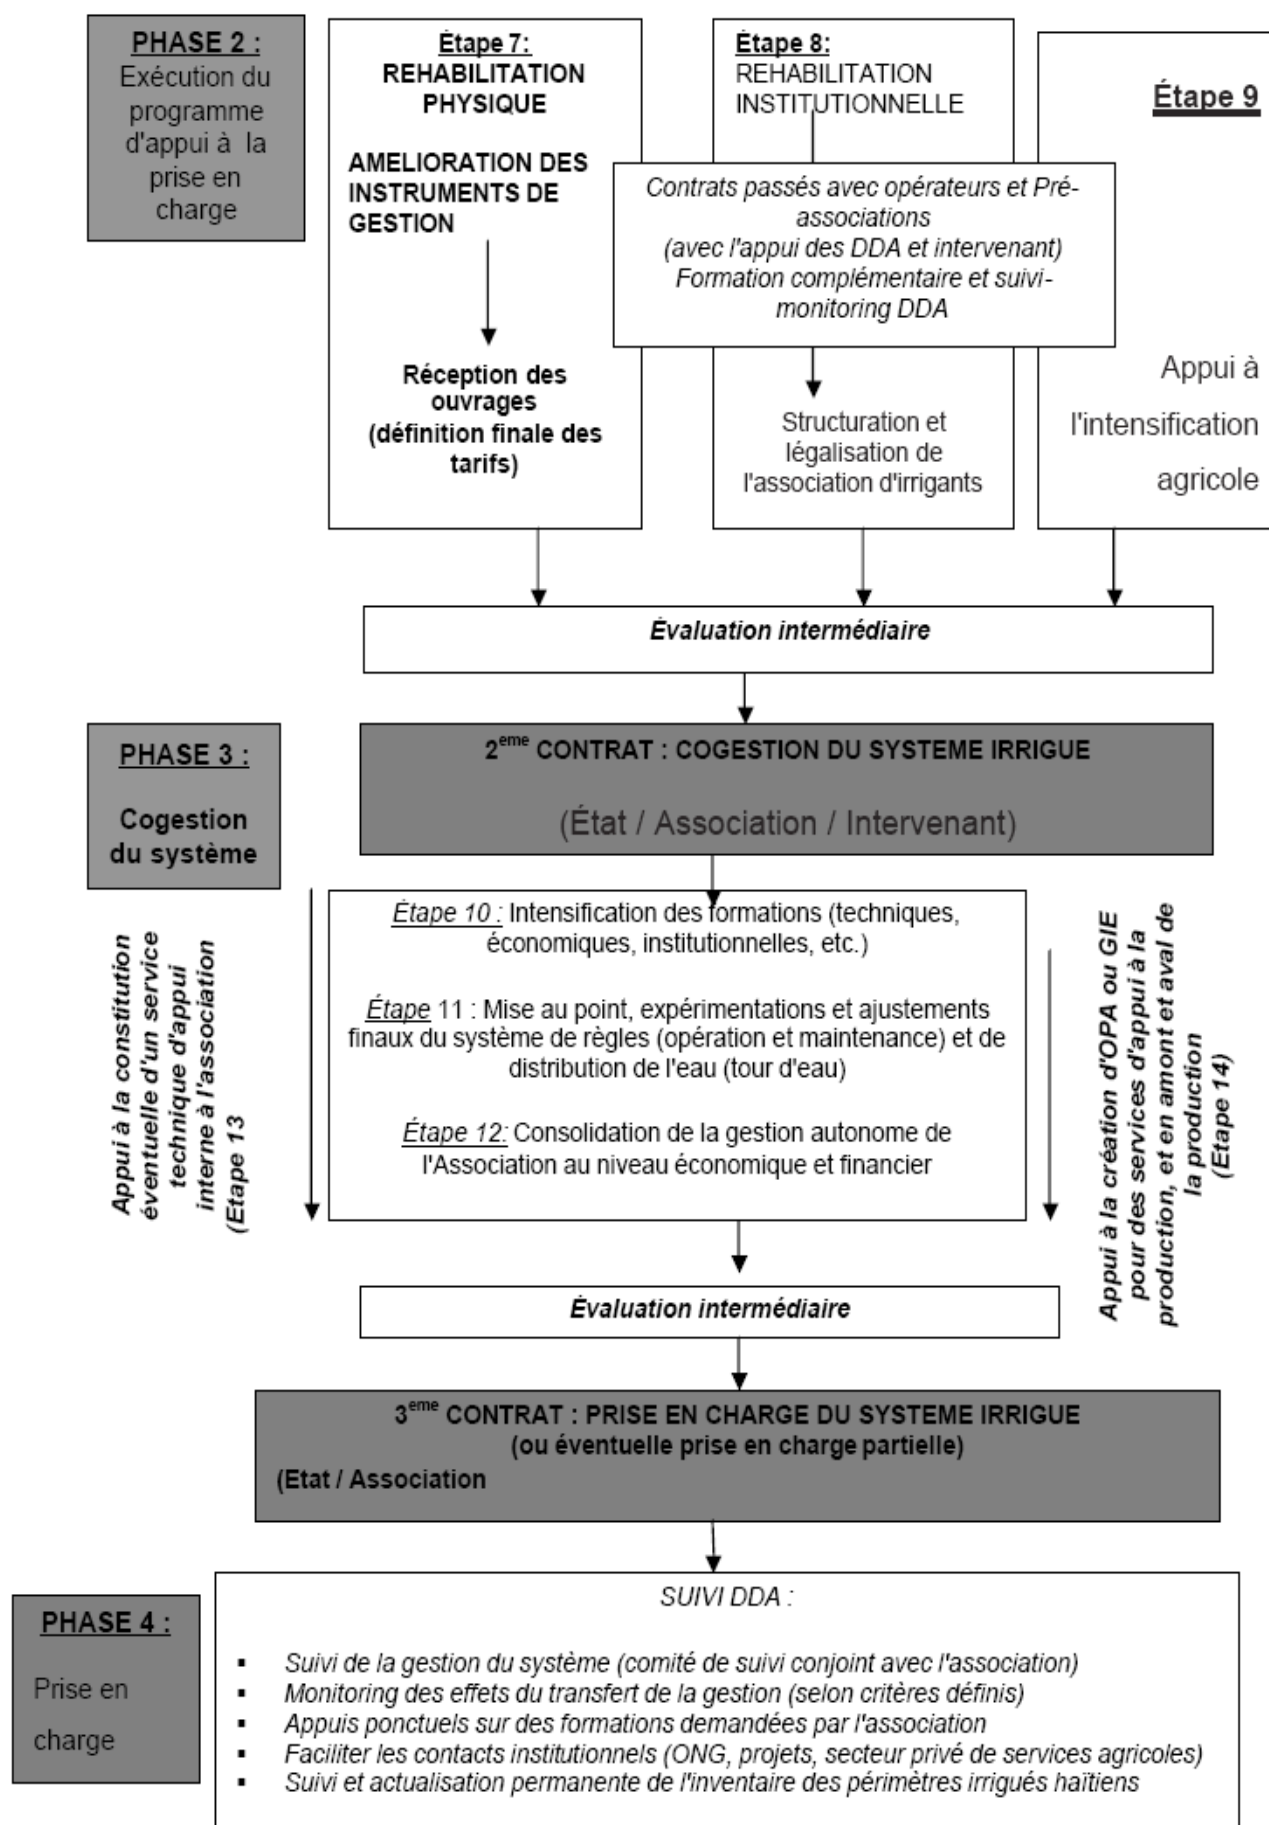 PHASE 2 :
Exécution du
programme
d'appui à la
prise en
charge
Étape 7:
REHABILITATION
PHYSIQUE
AMELIORATION DES
INSTRUMENTS DE
GESTION
Réception des
ouvrages
(définition finale des
tarifs)
Étape 8:
REHABILITATION
INSTITUTIONNELLE
Contrats passés avec opérateurs et Pré-
associations
(avec l'appui des DDA et intervenant)
Formation complémentaire et suivi-
monitoring DDA
Structuration et
légalisation de
l'association d'irrigants
Étape 9
Appui à
l'intensification
agricole
Évaluation intermédiaire
PHASE 3 :
Cogestion
du système
2eme CONTRAT : COGESTION DU SYSTEME IRRIGUE
(État / Association / Intervenant)
Appui à la constitution
éventuelle d'un service
technique d'appui
interne à l'association
(Etape 13
Étape 10 : Intensification des formations (techniques,
économiques, institutionnelles, etc.)
Étape 11 : Mise au point, expérimentations et ajustements
finaux du système de règles (opération et maintenance) et de
distribution de l'eau (tour d'eau)
Étape 12: Consolidation de la gestion autonome de
l'Association au niveau économique et financier
Appui à la création d'OPA ou GIE
pour des services d'appui à la
production, et en amont et aval de
la production
(Etape 14)
Évaluation intermédiaire
3eme CONTRAT : PRISE EN CHARGE DU SYSTEME IRRIGUE
(ou éventuelle prise en charge partielle)
(Etat / Association
PHASE 4 :
Prise en
charge
SUIVI DDA :
▪ Suivi de la gestion du système (comité de suivi conjoint avec l'association)
▪ Monitoring des effets du transfert de la gestion (selon critères définis)
▪ Appuis ponctuels sur des formations demandées par l'association
▪ Faciliter les contacts institutionnels (ONG, projets, secteur privé de services agricoles)
▪ Suivi et actualisation permanente de l'inventaire des périmètres irrigués haïtiens